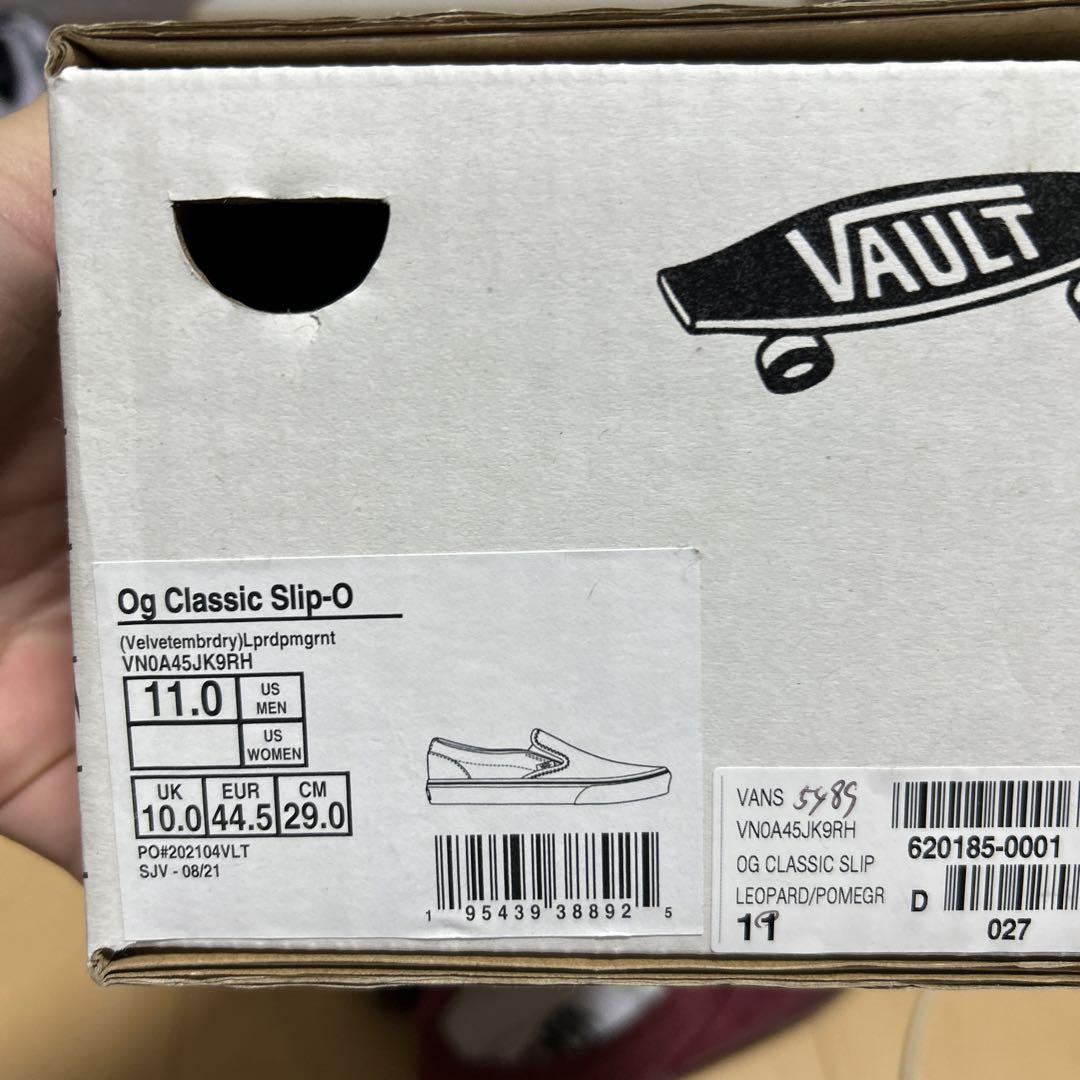 VAULT
Og Classic Slip-O
(Velvetembrdry)Lprdpmgrnt
VN0A45JK9RH
11.0 US MEN
US WOMEN
UK EUR CM
10.0 44.5 29.0
PO#202104VLT
SJV - 08/21
1 95439 38892 5
VANS 5489
VN0A45JK9RH
620185-0001
OG CLASSIC SLIP
LEOPARD/POMEGR
D
11
027